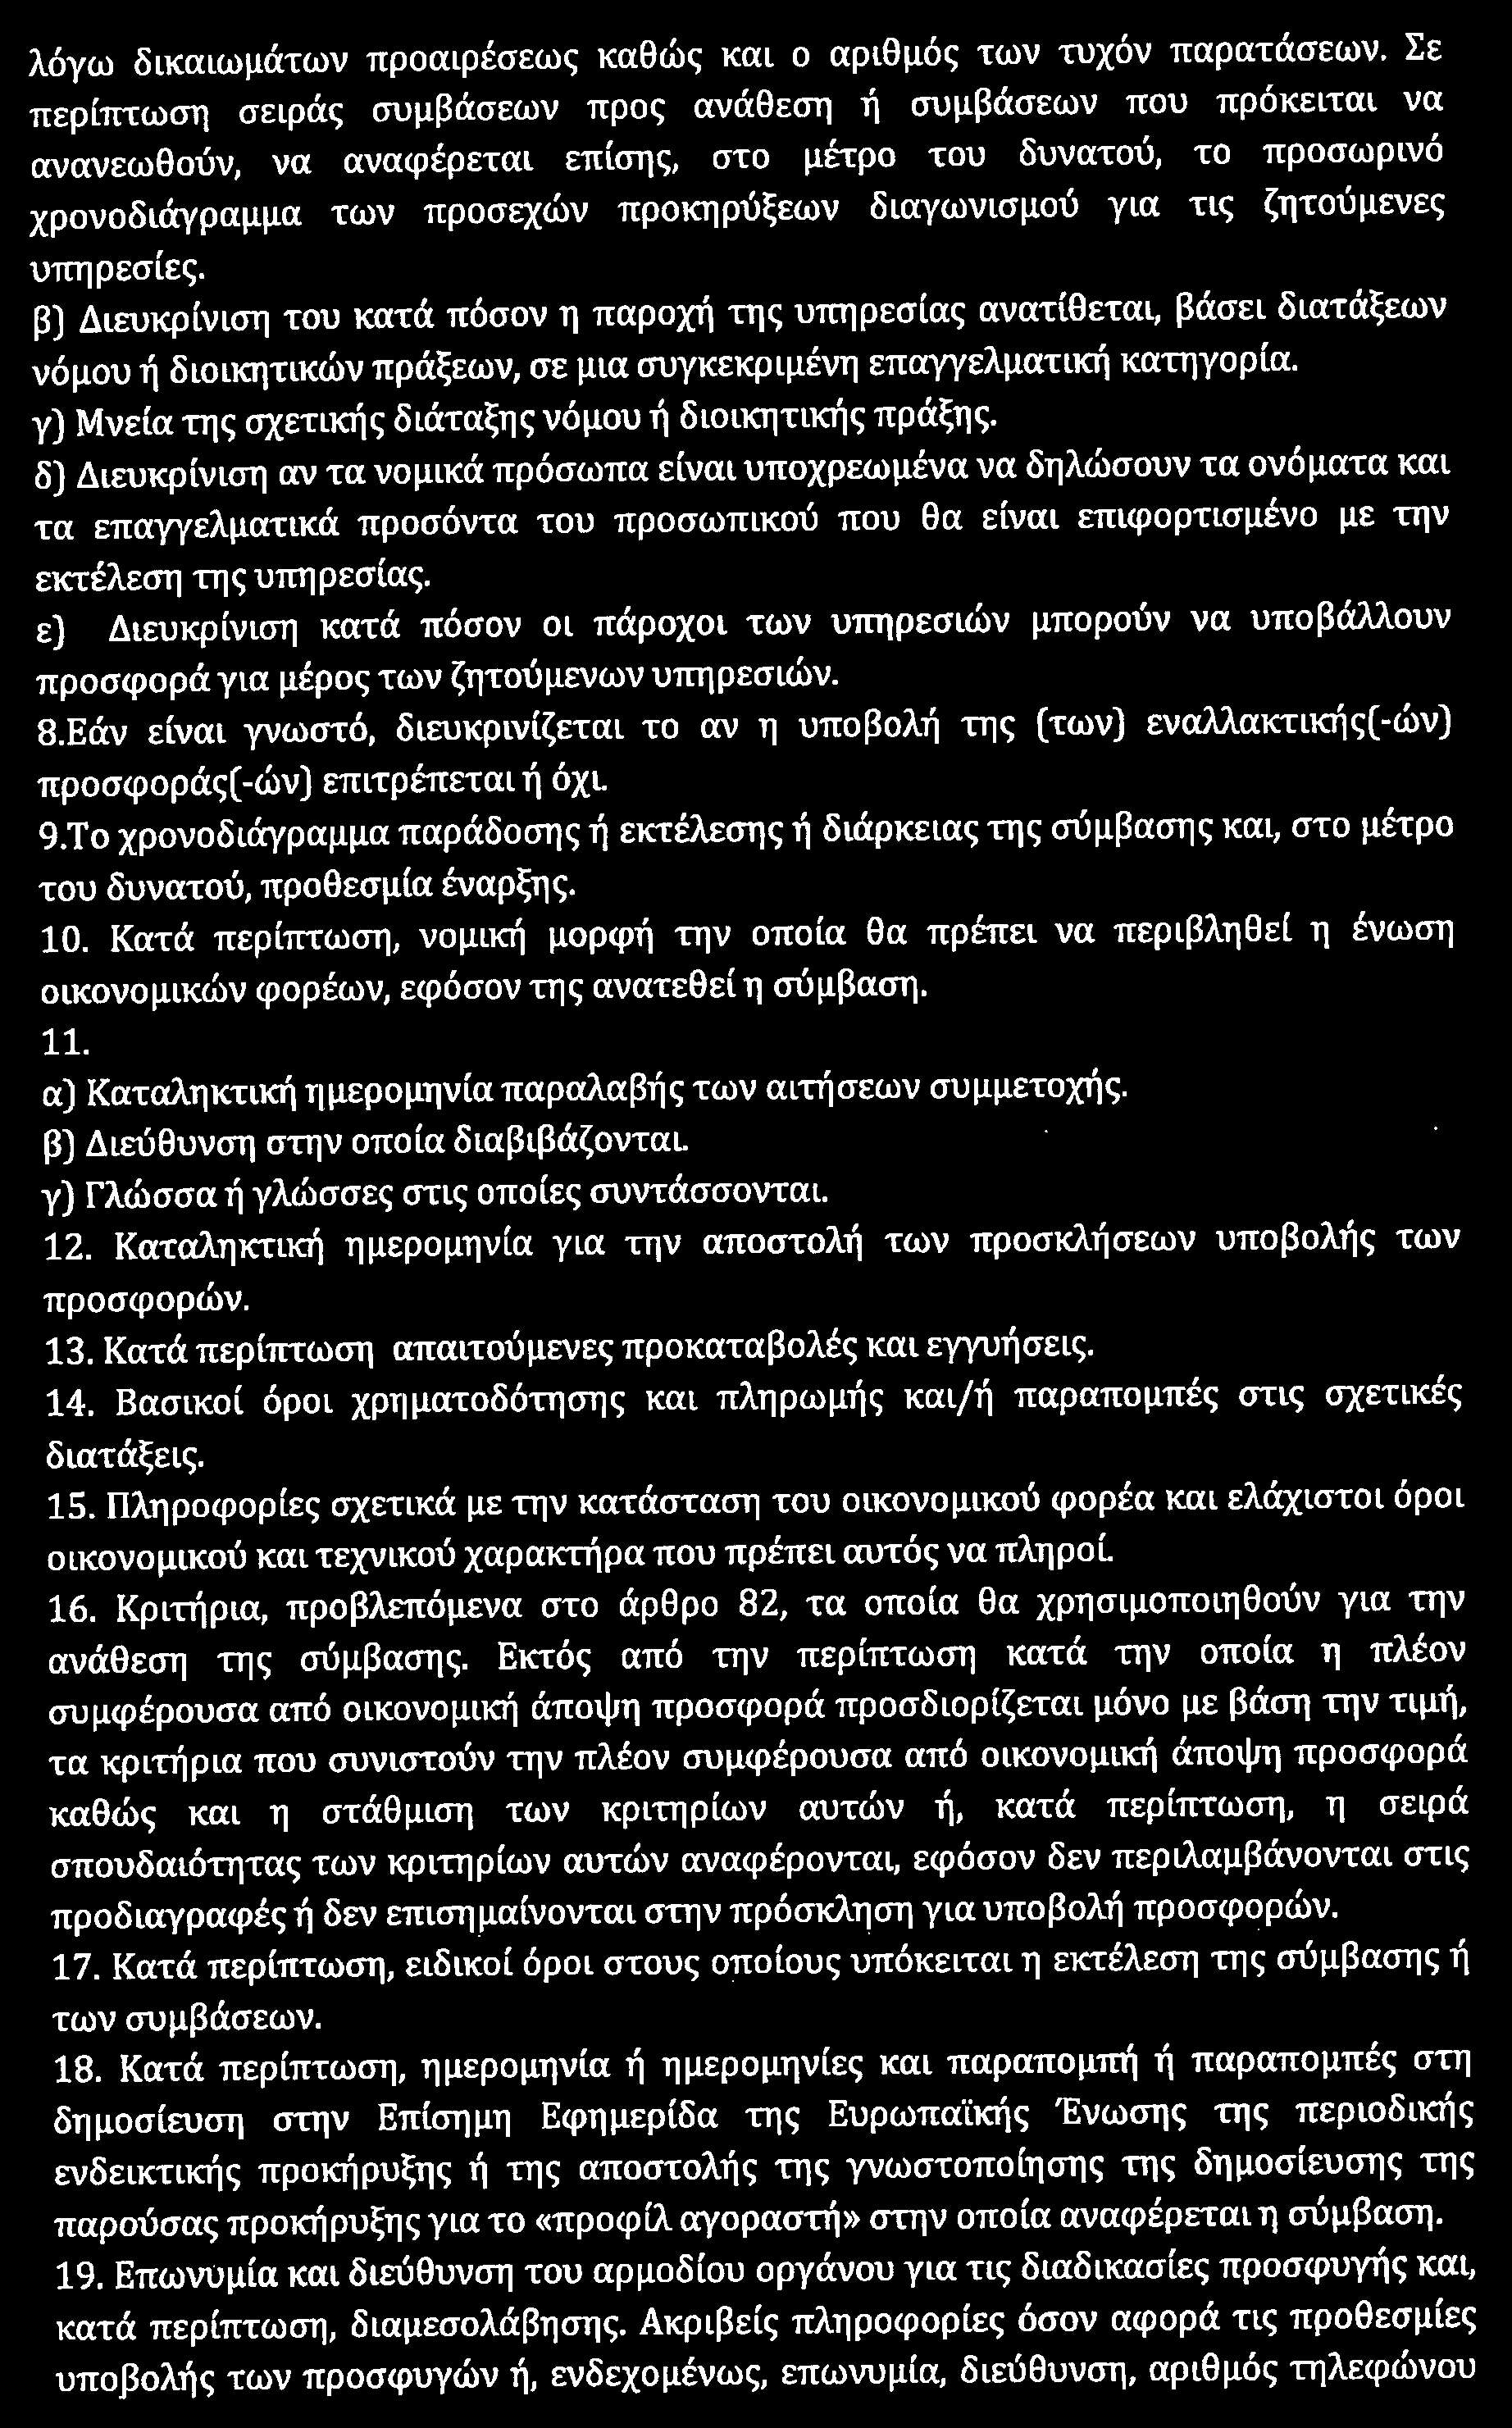 λόγω δικαιωμάτων προαιρέσεως καθώς και ο αριθμός των τυχόν παρατάσεων. Σε
περίπτωση σειράς συμβάσεων προς ανάθεση ή συμβάσεων που πρόκειται να
ανανεωθούν, να αναφέρεται επίσης, στο μέτρο του δυνατού, το προσωρινό
χρονοδιάγραμμα των προσεχών προκηρύξεων διαγωνισμού για τις ζητούμενες
υπηρεσίες.
β) Διευκρίνιση του κατά πόσον η παροχή της υπηρεσίας ανατίθεται, βάσει διατάξεων
νόμου ή διοικητικών πράξεων, σε μια συγκεκριμένη επαγγελματική κατηγορία.
γ) Μνεία της σχετικής διάταξης νόμου ή διοικητικής πράξης.
δ) Διευκρίνιση αν τα νομικά πρόσωπα είναι υποχρεωμένα να δηλώσουν τα ονόματα και
τα επαγγελματικά προσόντα του προσωπικού που θα είναι επιφορτισμένο με την
εκτέλεση της υπηρεσίας.
ε) Διευκρίνιση κατά πόσον οι πάροχοι των υπηρεσιών μπορούν να υποβάλλουν
προσφορά για μέρος των ζητούμενων υπηρεσιών.
8.Εάν είναι γνωστό, διευκρινίζεται το αν η υποβολή της (των) εναλλακτικής(-ών)
προσφοράς(-ών) επιτρέπεται ή όχι.
9.Το χρονοδιάγραμμα παράδοσης ή εκτέλεσης ή διάρκειας της σύμβασης και, στο μέτρο
του δυνατού, προθεσμία έναρξης.
10. Κατά περίπτωση, νομική μορφή την οποία θα πρέπει να περιβληθεί η ένωση
οικονομικών φορέων, εφόσον της ανατεθεί η σύμβαση.
11.
α) Καταληκτική ημερομηνία παραλαβής των αιτήσεων συμμετοχής.
β) Διεύθυνση στην οποία διαβιβάζονται.
γ) Γλώσσα ή γλώσσες στις οποίες συντάσσονται.
12. Καταληκτική ημερομηνία για την αποστολή των προσκλήσεων υποβολής των
προσφορών.
13. Κατά περίπτωση απαιτούμενες προκαταβολές και εγγυήσεις.
14. Βασικοί όροι χρηματοδότησης και πληρωμής και/ή παραπομπές στις σχετικές
διατάξεις.
15. Πληροφορίες σχετικά με την κατάσταση του οικονομικού φορέα και ελάχιστοι όροι
οικονομικού και τεχνικού χαρακτήρα που πρέπει αυτός να πληροί.
16. Κριτήρια, προβλεπόμενα στο άρθρο 82, τα οποία θα χρησιμοποιηθούν για την
ανάθεση της σύμβασης. Εκτός από την περίπτωση κατά την οποία η πλέον
συμφέρουσα από οικονομική άποψη προσφορά προσδιορίζεται μόνο με βάση την τιμή,
τα κριτήρια που συνιστούν την πλέον συμφέρουσα από οικονομική άποψη προσφορά
καθώς και η στάθμιση των κριτηρίων αυτών ή, κατά περίπτωση, η σειρά
σπουδαιότητας των κριτηρίων αυτών αναφέρονται, εφόσον δεν περιλαμβάνονται στις
προδιαγραφές ή δεν επισημαίνονται στην πρόσκληση για υποβολή προσφορών.
17. Κατά περίπτωση, ειδικοί όροι στους οποίους υπόκειται η εκτέλεση της σύμβασης ή
των συμβάσεων.
18. Κατά περίπτωση, ημερομηνία ή ημερομηνίες και παραπομπή ή παραπομπές στη
δημοσίευση στην Επίσημη Εφημερίδα της Ευρωπαϊκής Ένωσης της περιοδικής
ενδεικτικής προκήρυξης ή της αποστολής της γνωστοποίησης της δημοσίευσης της
παρούσας προκήρυξης για το «προφίλ αγοραστή» στην οποία αναφέρεται η σύμβαση.
19. Επωνυμία και διεύθυνση του αρμοδίου οργάνου για τις διαδικασίες προσφυγής και,
κατά περίπτωση, διαμεσολάβησης. Ακριβείς πληροφορίες όσον αφορά τις προθεσμίες
υποβολής των προσφυγών ή, ενδεχομένως, επωνυμία, διεύθυνση, αριθμός τηλεφώνου